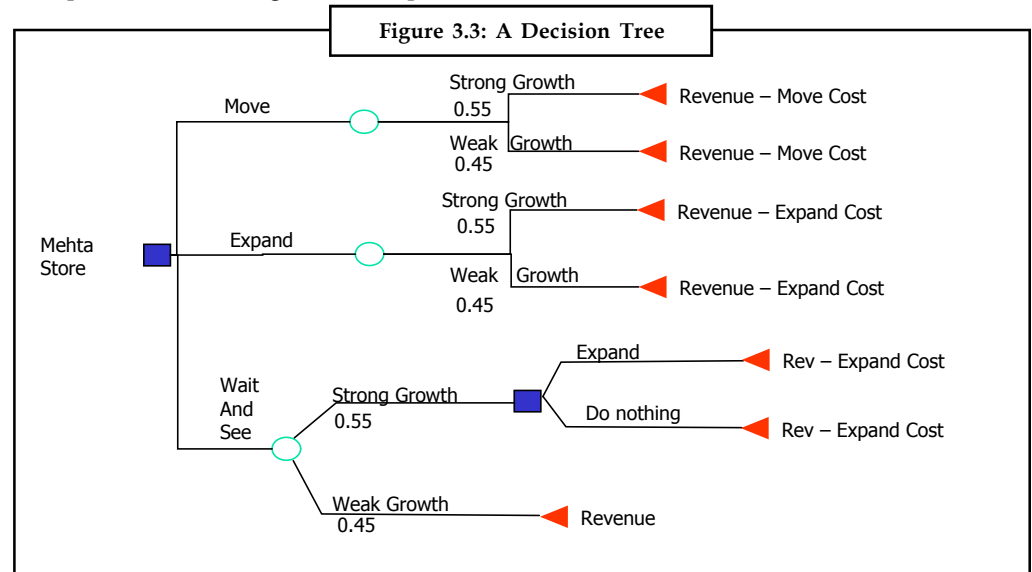 Figure 3.3: A Decision Tree
Strong Growth
0.55
Revenue – Move Cost
Move
Weak Growth
0.45
Revenue – Move Cost
Strong Growth
0.55
Revenue – Expand Cost
Mehta
Store
Expand
Weak Growth
0.45
Revenue – Expand Cost
Expand
Rev – Expand Cost
Wait
And
See
Strong Growth
0.55
Do nothing
Rev – Expand Cost
Weak Growth
0.45
Revenue